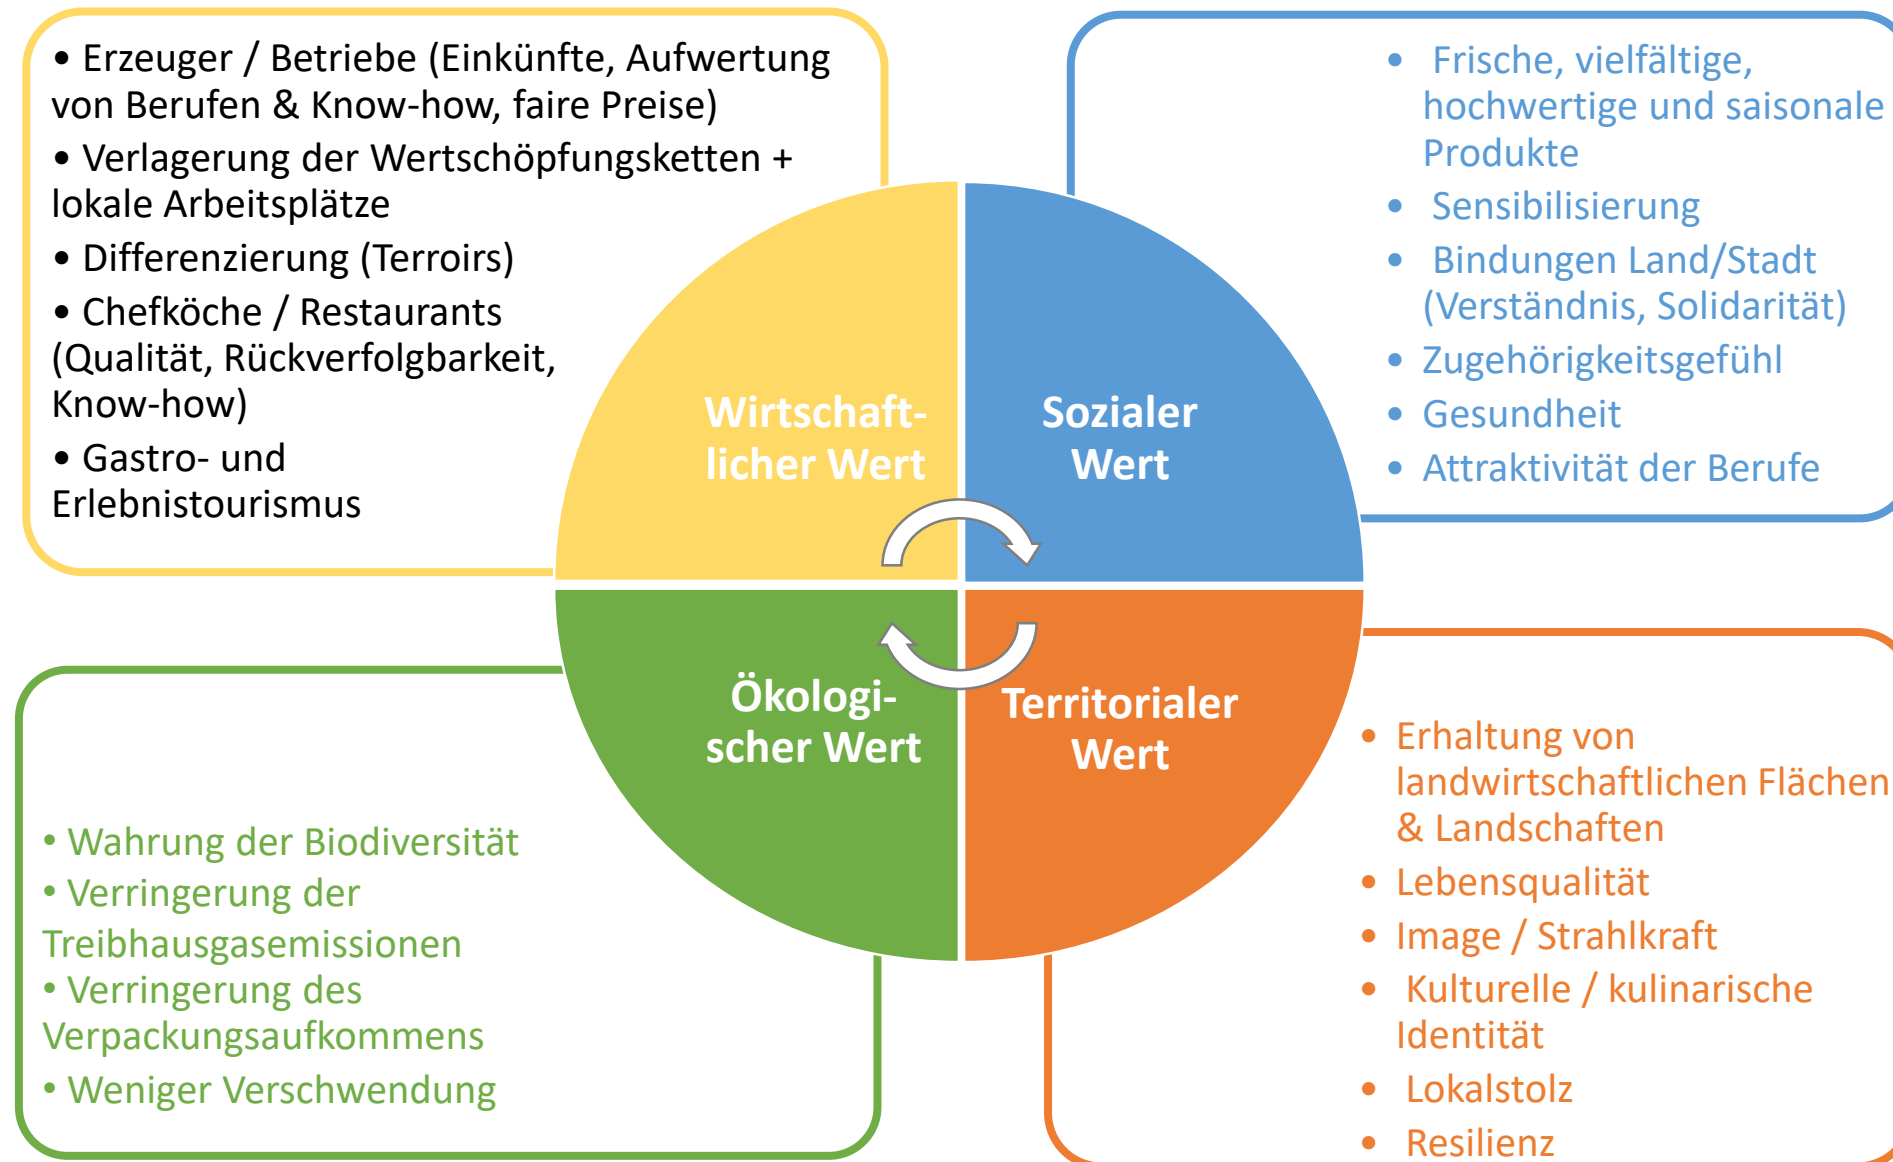 • Erzeuger / Betriebe (Einkünfte, Aufwertung
von Berufen & Know-how, faire Preise)
• Verlagerung der Wertschöpfungsketten +
lokale Arbeitsplätze
• Differenzierung (Terroirs)
• Chefköche / Restaurants
(Qualität, Rückverfolgbarkeit,
Know-how)
• Gastro- und
Erlebnistourismus
• Frische, vielfältige,
hochwertige und saisonale
Produkte
• Sensibilisierung
• Bindungen Land/Stadt
(Verständnis, Solidarität)
• Zugehörigkeitsgefühl
• Gesundheit
• Attraktivität der Berufe
Wirtschaft-
licher Wert
Sozialer
Wert
Ökologi-
scher Wert
Territorialer
Wert
• Wahrung der Biodiversität
• Verringerung der
Treibhausgasemissionen
• Verringerung des
Verpackungsaufkommens
• Weniger Verschwendung
• Erhaltung von
landwirtschaftlichen Flächen
& Landschaften
• Lebensqualität
• Image / Strahlkraft
• Kulturelle / kulinarische
Identität
• Lokalstolz
• Resilienz